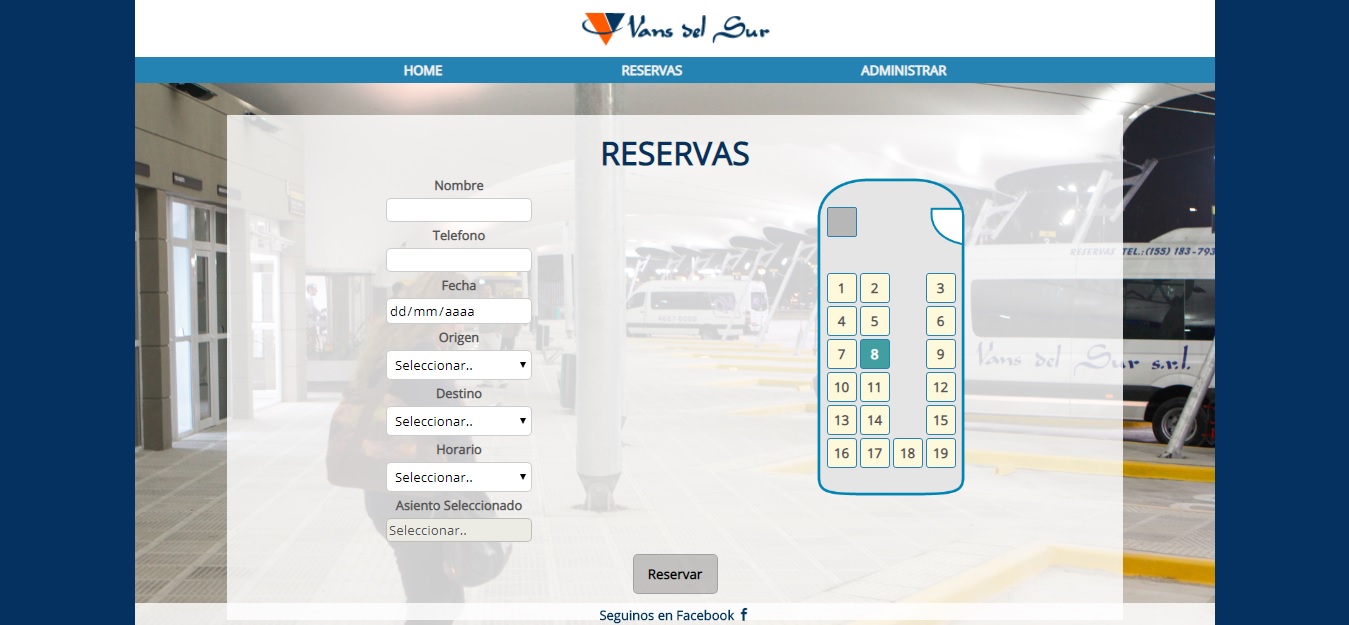 Vans del Sur
HOME RESERVAS ADMINISTRAR
RESERVAS
Nombre
Telefono
Fecha
dd/mm/aaaa
Origen
Seleccionar..
Destino
Seleccionar..
Horario
Seleccionar..
Asiento Seleccionado
Seleccionar..
1 2 3
4 5 6
7 8 9
10 11 12
13 14 15
16 17 18 19
RESERVAS TEL.:(155) 183-793
Vans del Sur s.r.l.
Reservar
Seguinos en Facebook f